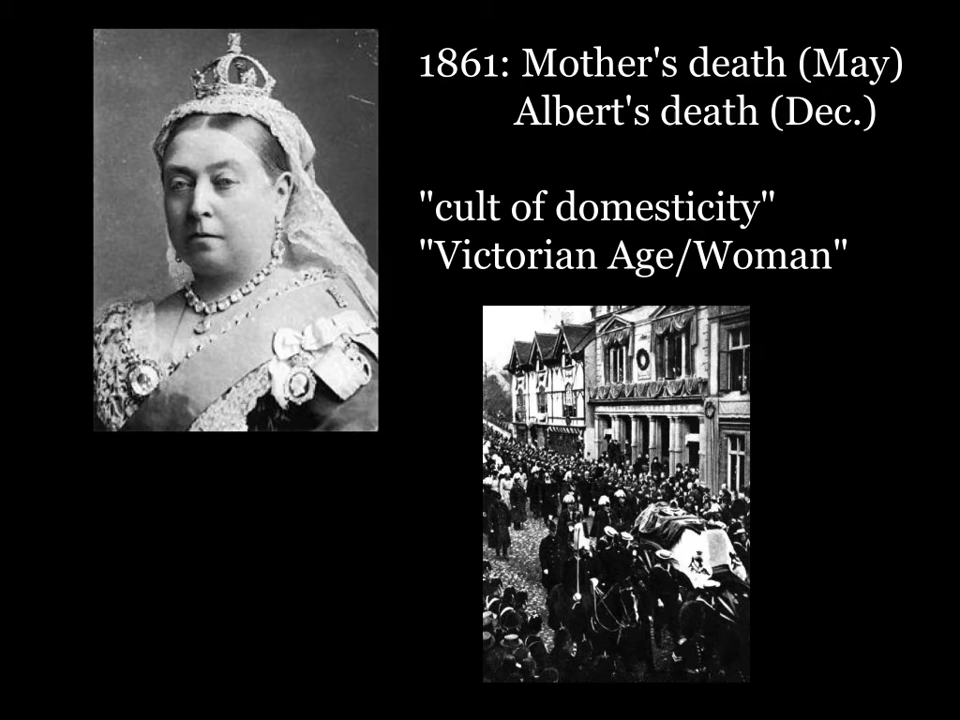 1861: Mother's death (May)
Albert's death (Dec.)
"cult of domesticity"
"Victorian Age/Woman"